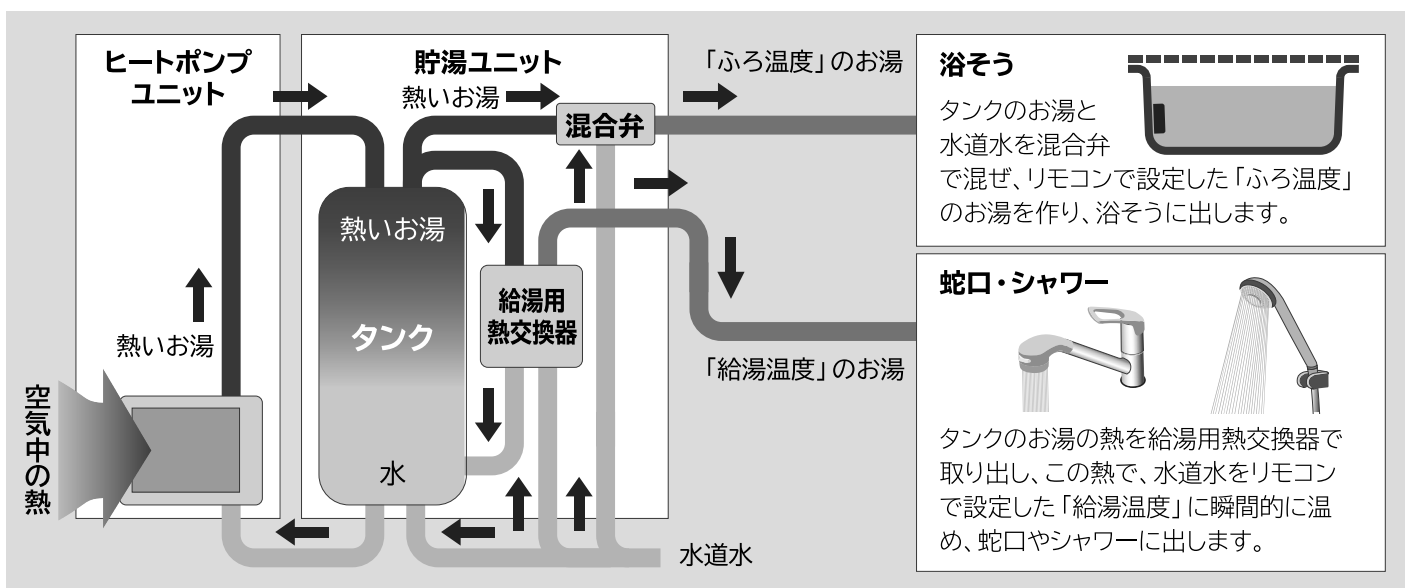 ヒートポンプ
ユニット
貯湯ユニット
熱いお湯
混合弁
「ふろ温度」のお湯
熱いお湯
タンク
水
給湯用
熱交換器
熱いお湯
空気中の熱
「給湯温度」のお湯
水道水
浴そう
タンクのお湯と
水道水を混合弁
で混ぜ、リモコンで設定した「ふろ温度」
のお湯を作り、浴そうに出します。
蛇口・シャワー
タンクのお湯の熱を給湯用熱交換器で
取り出し、この熱で、水道水をリモコン
で設定した「給湯温度」に瞬間的に温
め、蛇口やシャワーに出します。